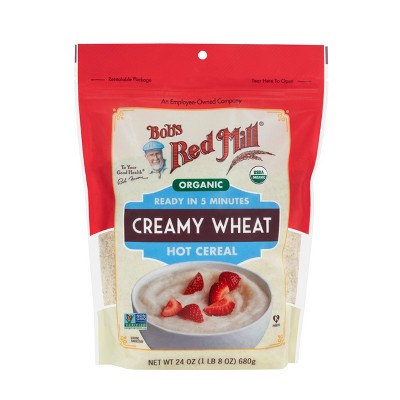 Resealable Package
Tear Here To Open
An Employee-Owned Company
Bob's
Red Mill
To Your
Good Health
Bob Moore
ORGANIC
USDA
ORGANIC
READY IN 5 MINUTES
CREAMY WHEAT
HOT CEREAL
NET WT 24 OZ (1 LB 8 OZ) 680g